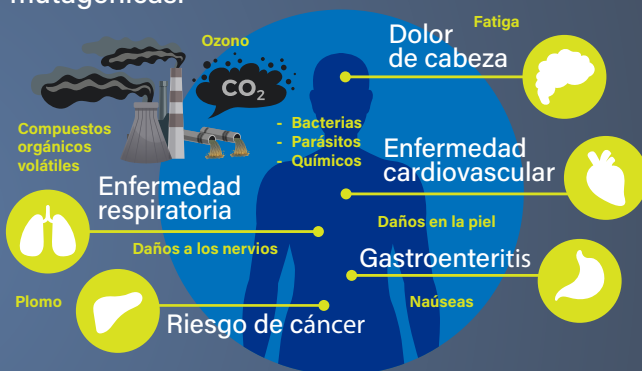 mutagénicas.
Fatiga
Ozono
Dolor
de cabeza
CO2
Compuestos
orgánicos
volátiles
- Bacterias
- Parásitos
- Químicos
Enfermedad
cardiovascular
Enfermedad
respiratoria
Daños en la piel
Daños a los nervios
Gastroenteritis
Plomo
Naúseas
Riesgo de cáncer